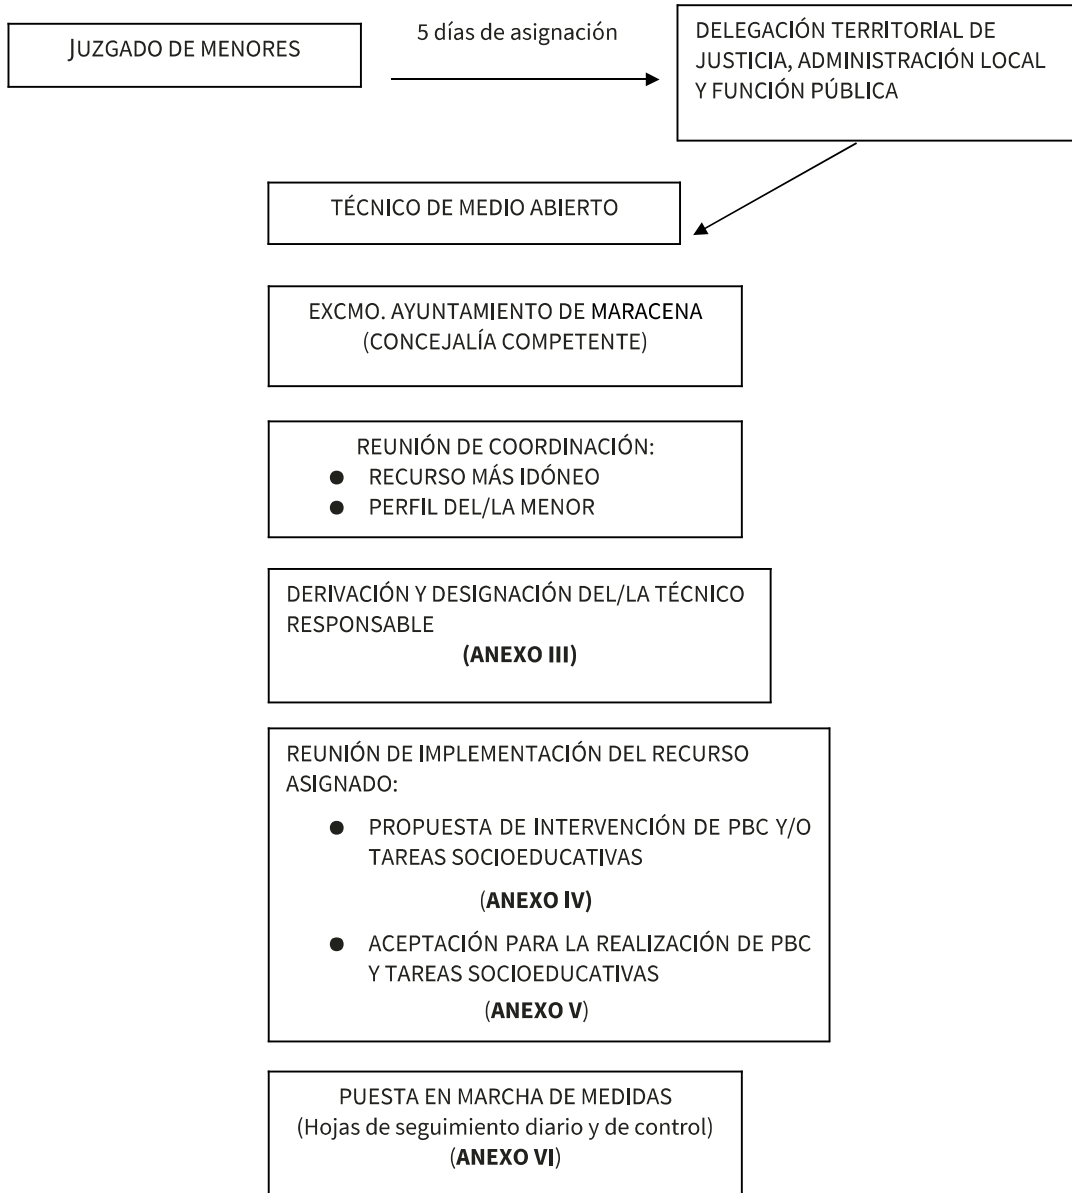 JUZGADO DE MENORES
5 días de asignación
DELEGACIÓN TERRITORIAL DE
JUSTICIA, ADMINISTRACIÓN LOCAL
Y FUNCIÓN PÚBLICA
TÉCNICO DE MEDIO ABIERTO
EXCMO. AYUNTAMIENTO DE MARACENA
(CONCEJALÍA COMPETENTE)
REUNIÓN DE COORDINACIÓN:
● RECURSO MÁS IDÓNEO
● PERFIL DEL/LA MENOR
DERIVACIÓN Y DESIGNACIÓN DEL/LA TÉCNICO
RESPONSABLE
(ANEXO III)
REUNIÓN DE IMPLEMENTACIÓN DEL RECURSO
ASIGNADO:
● PROPUESTA DE INTERVENCIÓN DE PBC Y/O
TAREAS SOCIOEDUCATIVAS
(ANEXO IV)
● ACEPTACIÓN PARA LA REALIZACIÓN DE PBC
Y TAREAS SOCIOEDUCATIVAS
(ANEXO V)
PUESTA EN MARCHA DE MEDIDAS
(Hojas de seguimiento diario y de control)
(ANEXO VI)